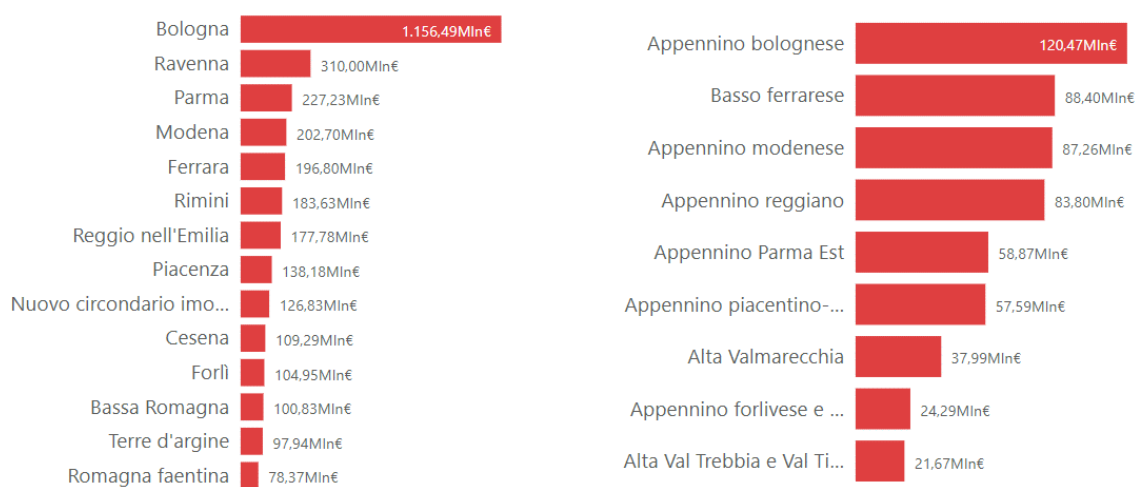 Bologna 1.156,49Mln€
Ravenna 310,00Mln€
Parma 227,23Mln€
Modena 202,70Mln€
Ferrara 196,80Mln€
Rimini 183,63Mln€
Reggio nell'Emilia 177,78Mln€
Piacenza 138,18Mln€
Nuovo circondario imo... 126,83Mln€
Cesena 109,29Mln€
Forlì 104,95Mln€
Bassa Romagna 100,83Mln€
Terre d'argine 97,94Mln€
Romagna faentina 78,37Mln€
Appennino bolognese 120,47Mln€
Basso ferrarese 88,40Mln€
Appennino modenese 87,26Mln€
Appennino reggiano 83,80Mln€
Appennino Parma Est 58,87Mln€
Appennino piacentino-... 57,59Mln€
Alta Valmarecchia 37,99Mln€
Appennino forlivese e ... 24,29Mln€
Alta Val Trebbia e Val Ti... 21,67Mln€